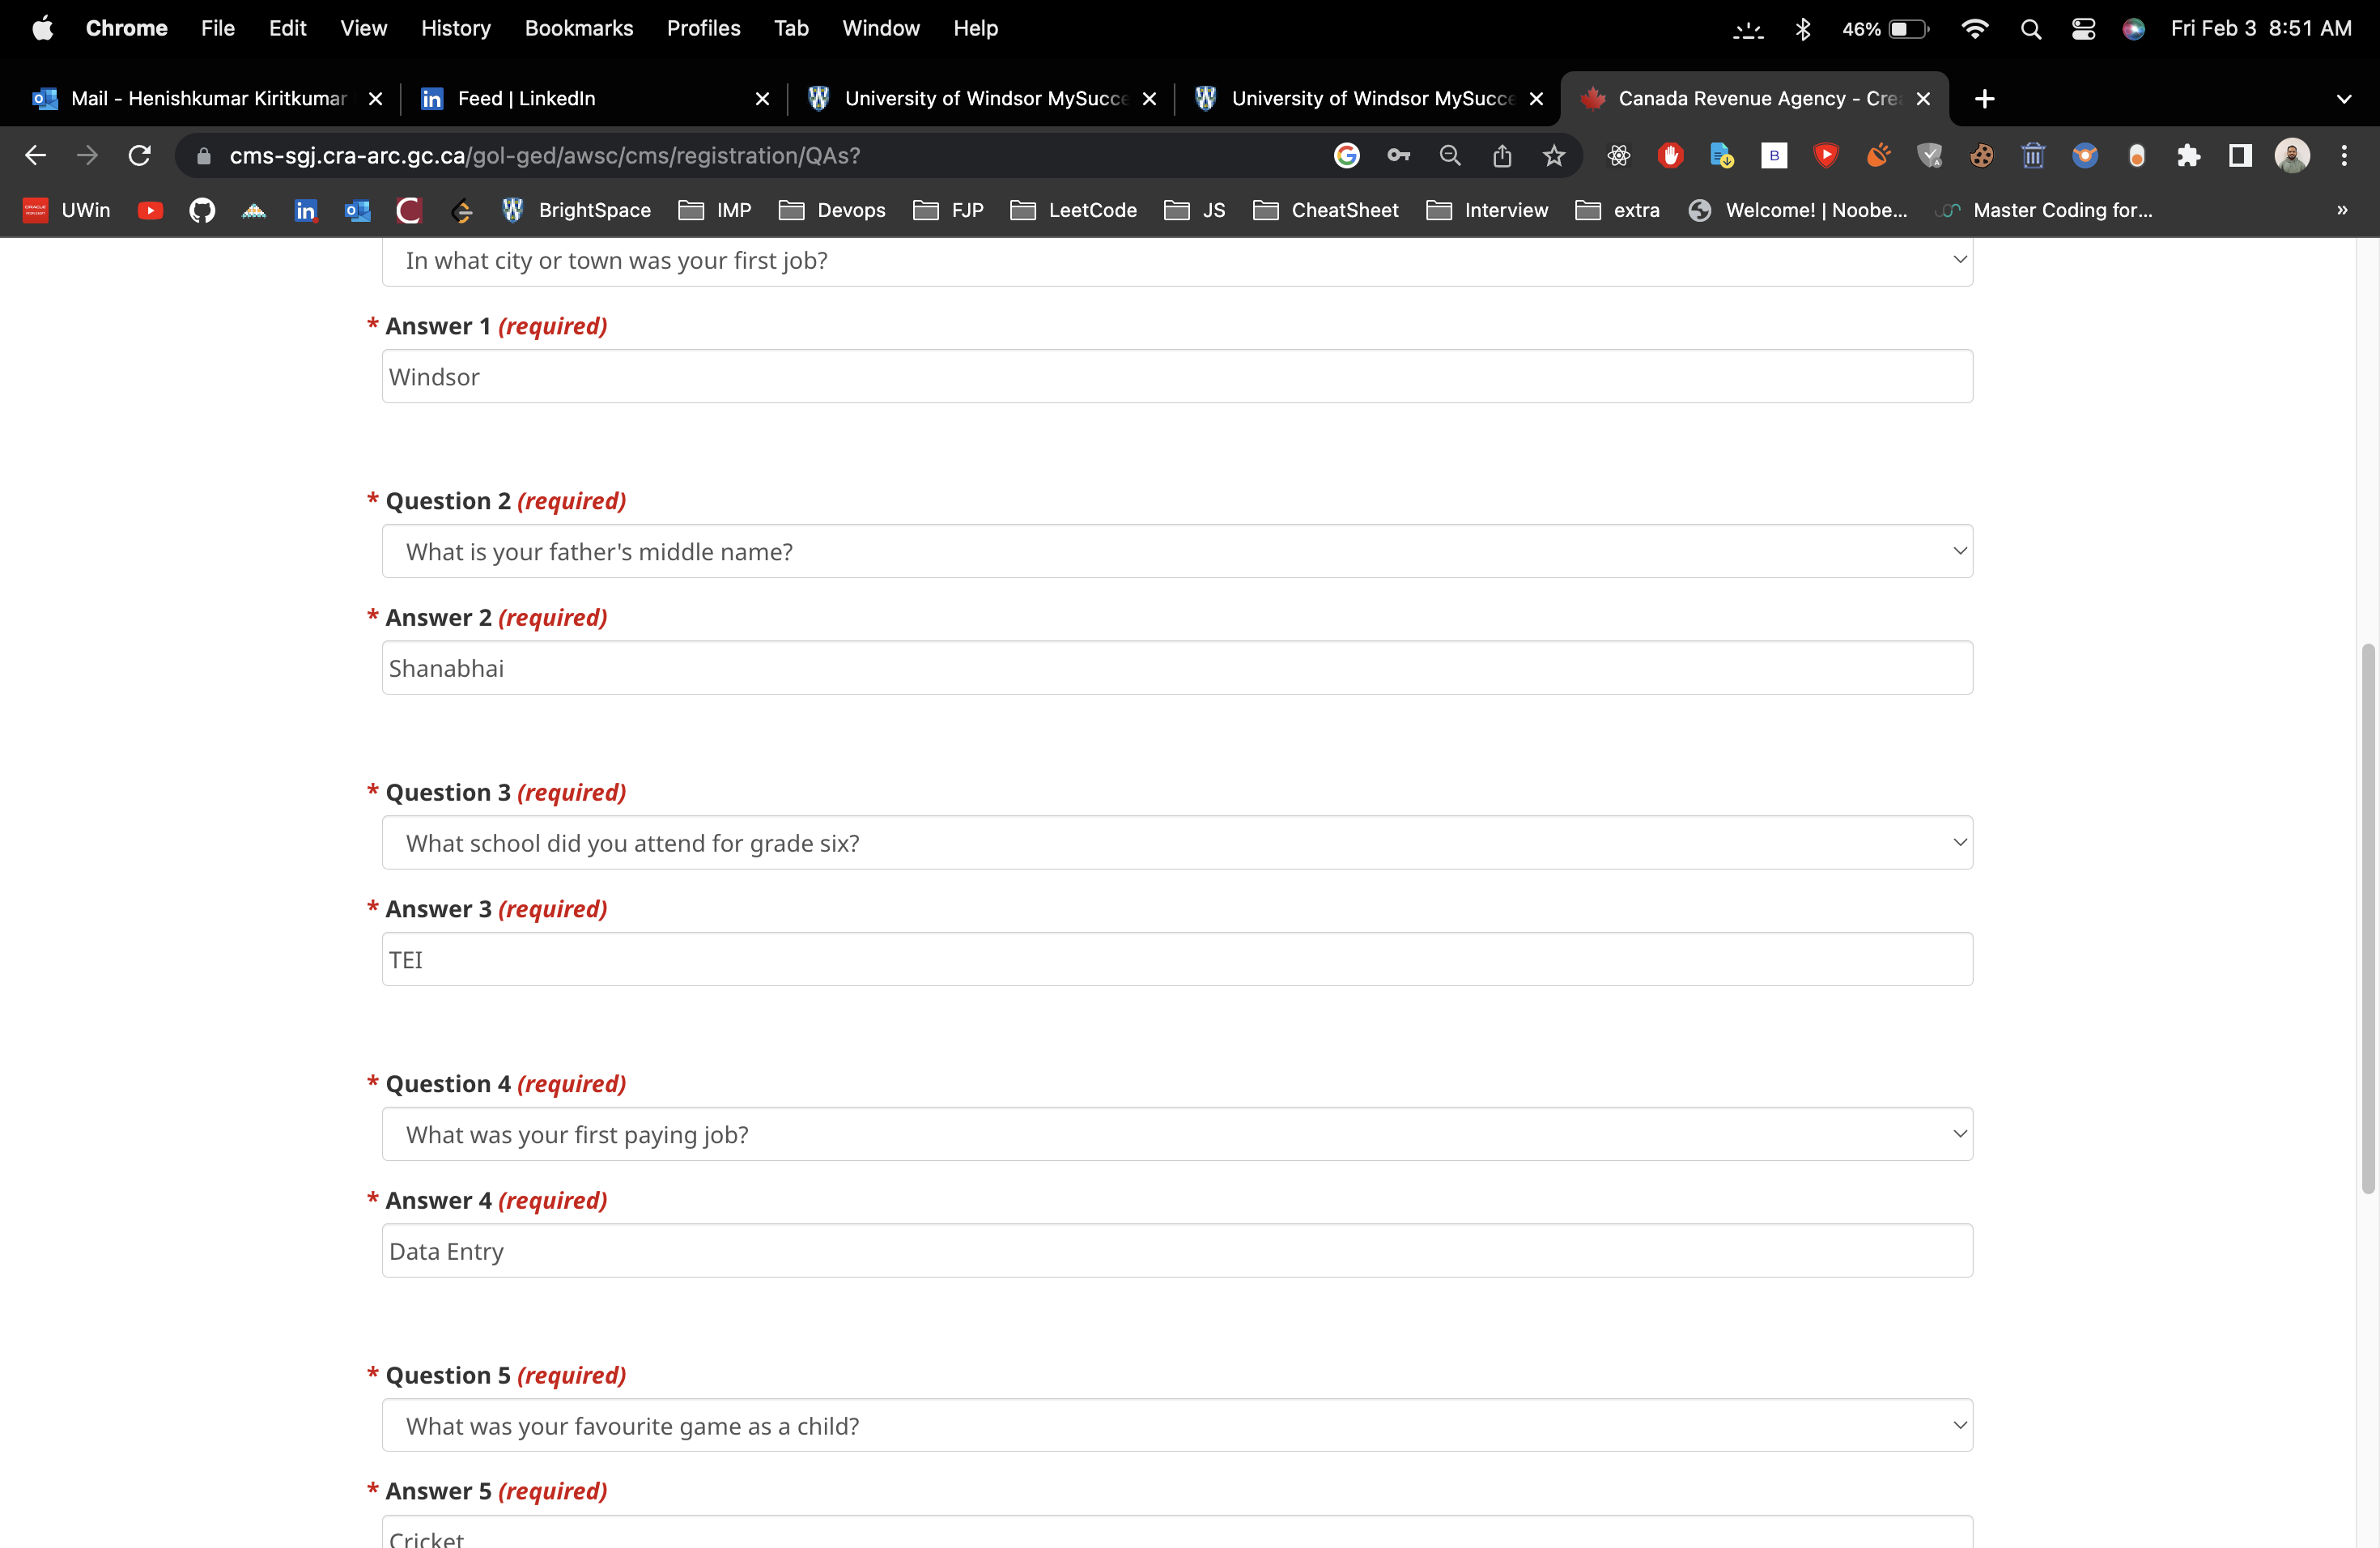 Chrome File Edit View History Bookmarks Profiles Tab Window Help 46% Fri Feb 3 8:51 AM
Mail - Henishkumar Kiritkumar Feed | LinkedIn University of Windsor MySucce University of Windsor MySucce Canada Revenue Agency - Cre
cms-sgj.cra-arc.gc.ca/gol-ged/awsc/cms/registration/QAs?
UWin BrightSpace IMP Devops FJP LeetCode JS CheatSheet Interview extra Welcome! | Noobe... Master Coding for... »
In what city or town was your first job?
* Answer 1 (required)
Windsor
* Question 2 (required)
What is your father's middle name?
* Answer 2 (required)
Shanabhai
* Question 3 (required)
What school did you attend for grade six?
* Answer 3 (required)
TEI
* Question 4 (required)
What was your first paying job?
* Answer 4 (required)
Data Entry
* Question 5 (required)
What was your favourite game as a child?
* Answer 5 (required)
Cricket